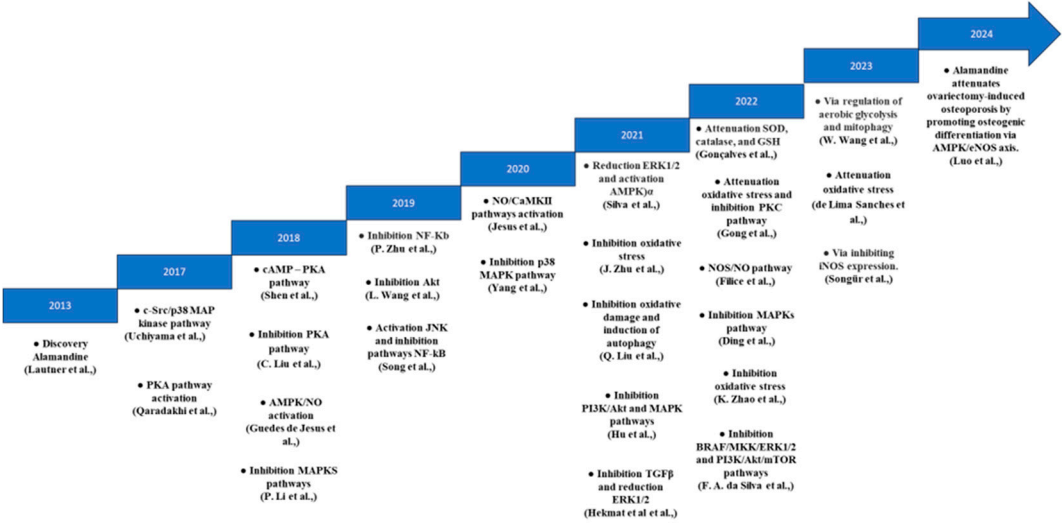 2013
● Discovery
Alamandine
(Lautner et al.,)
2017
● c-Src/p38 MAP
kinase pathway
(Uchiyama et al.,)
● PKA pathway
activation
(Qaradakhi et al.,)
2018
● cAMP – PKA
pathway
(Shen et al.,)
● Inhibition PKA
pathway
(C. Liu et al.,)
● AMPK/NO
activation
(Guedes de Jesus et
al.,)
● Inhibition MAPKS
pathways
(P. Li et al.,)
2019
● Inhibition NF-Kb
(P. Zhu et al.,)
● Inhibition Akt
(L. Wang et al.,)
● Activation JNK
and inhibition
pathways NF-kB
(Song et al.,)
2020
● NO/CaMKII
pathways activation
(Jesus et al.,)
● Inhibition p38
MAPK pathway
(Yang et al.,)
2021
● Reduction ERK1/2
and activation
AMPK)α
(Silva et al.,)
● Inhibition oxidative
stress
(J. Zhu et al.,)
● Inhibition oxidative
damage and
induction of
autophagy
(Q. Liu et al.,)
● Inhibition
PI3K/Akt and MAPK
pathways
(Hu et al.,)
● Inhibition TGFβ
and reduction
ERK1/2
(Hekmat el al et al.,)
2022
● Attenuation SOD,
catalase, and GSH
(Gonçalves et al.,)
● Attenuation
oxidative stress and
inhibition PKC
pathway
(Gong et al.,)
● NOS/NO pathway
(Filice et al.,)
● Inhibition MAPKs
pathway
(Ding et al.,)
● Inhibition
oxidative stress
(K. Zhao et al.,)
● Inhibition
BRAF/MKK/ERK1/2
and PI3K/Akt/mTOR
pathways
(F. A. da Silva et al.,)
2023
● Via regulation of
aerobic glycolysis
and mitophagy
(W. Wang et al.,)
● Attenuation
oxidative stress
(de Lima Sanches et
al.,)
● Via inhibiting
iNOS expression.
(Songür et al.,)
2024
● Alamandine
attenuates
ovariectomy-induced
osteoporosis by
promoting osteogenic
differentiation via
AMPK/eNOS axis.
(Luo et al.,)